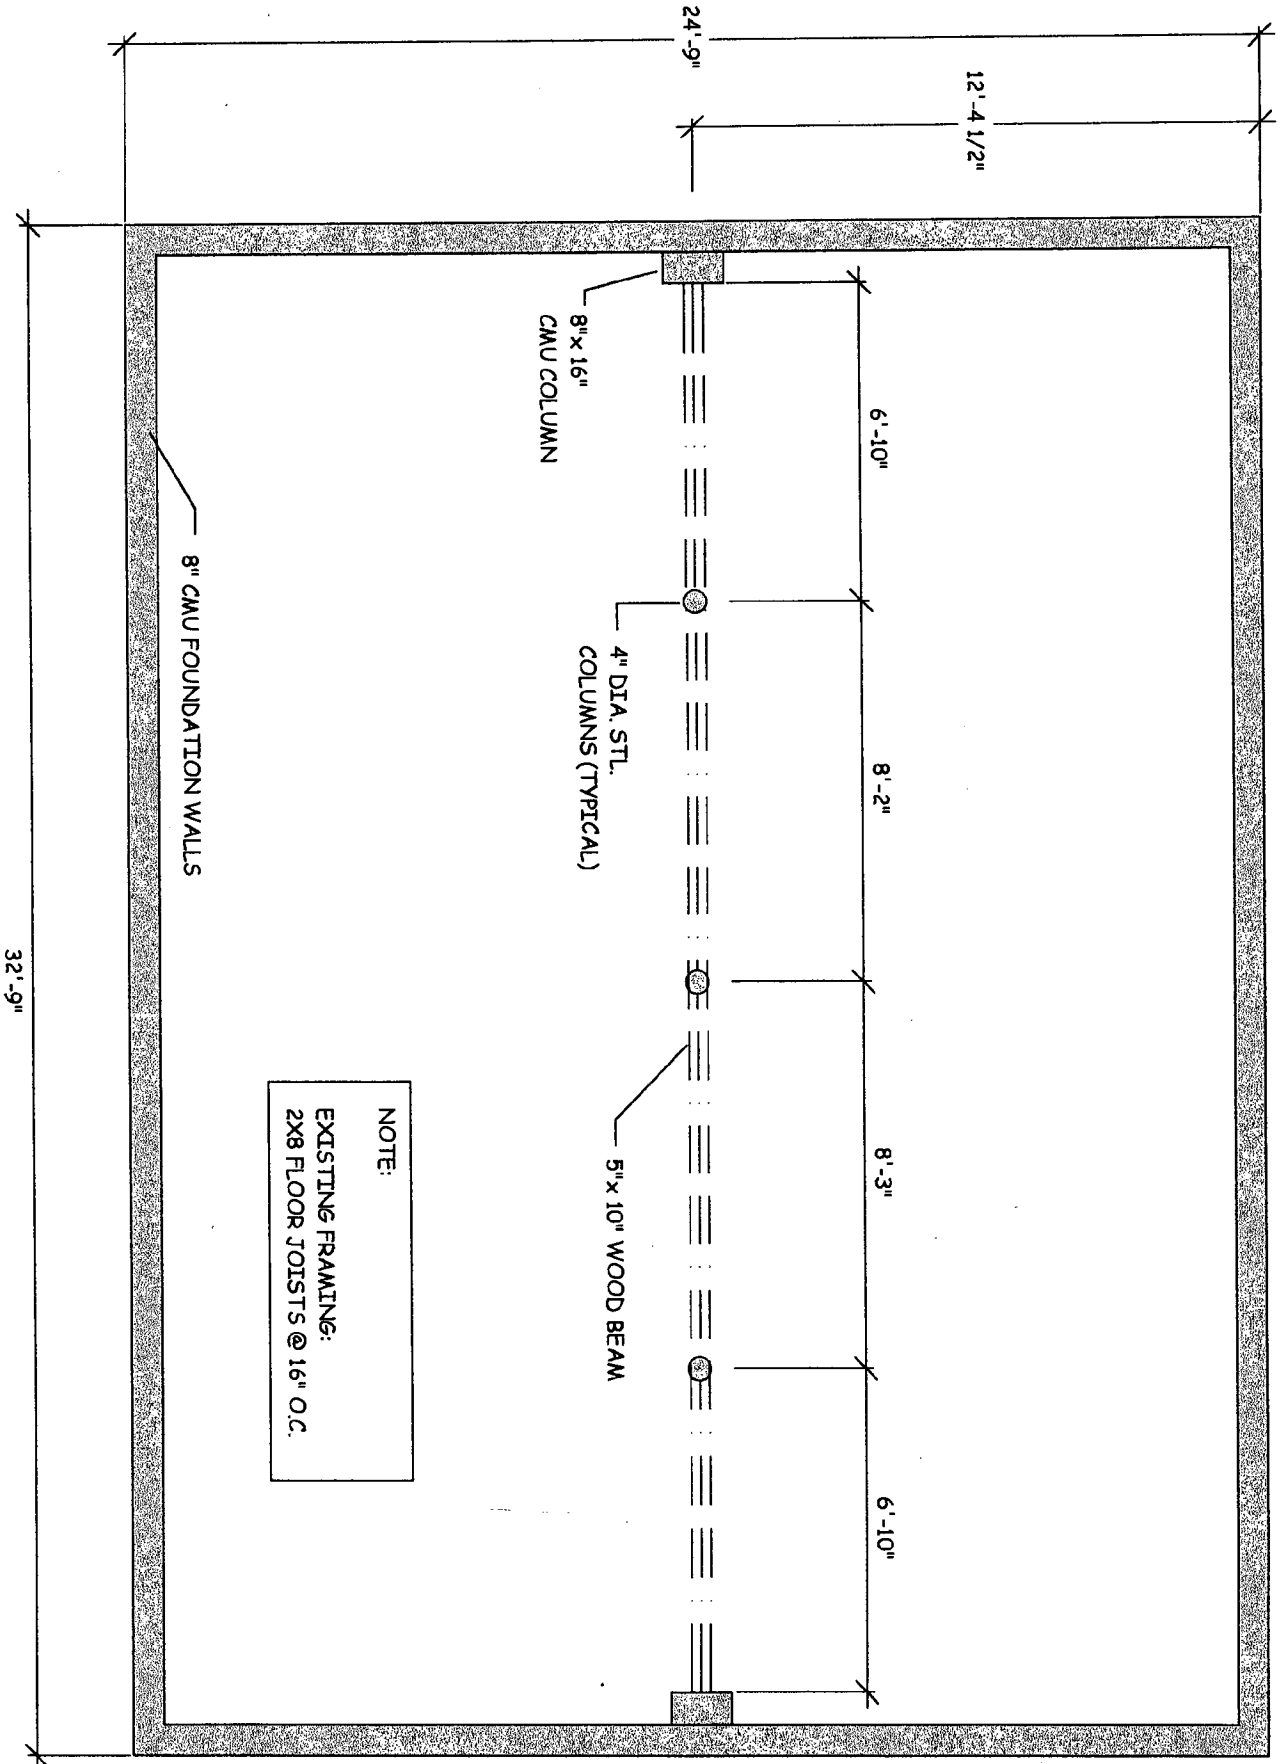 32'-9"
24'-9"
12'-4 1/2"
6'-10"
8'-2"
8'-3"
6'-10"
8" x 16"
CMU COLUMN
4" DIA. STL.
COLUMNS (TYPICAL)
5" x 10" WOOD BEAM
8" CMU FOUNDATION WALLS
NOTE:
EXISTING FRAMING:
2X8 FLOOR JOISTS @ 16" O.C.